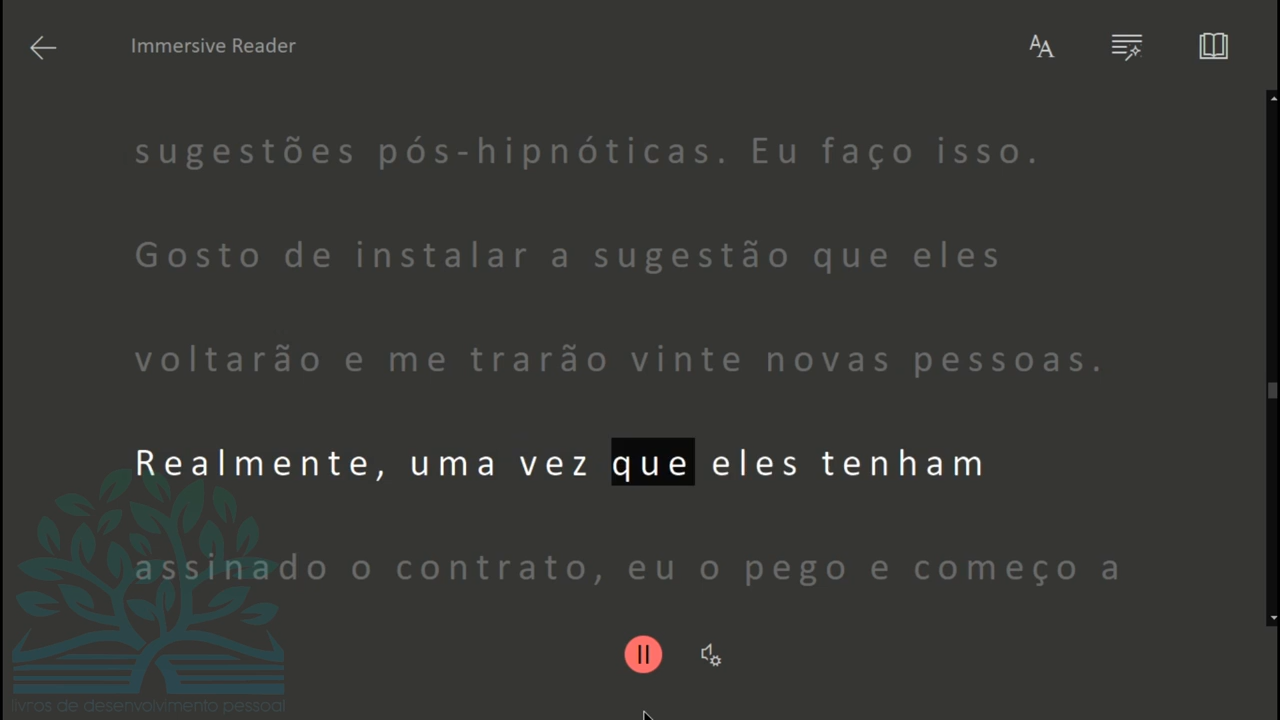 Immersive Reader
sugestões pós-hipnóticas. Eu faço isso.
Gosto de instalar a sugestão que eles
voltarão e me trarão vinte novas pessoas.
Realmente, uma vez que eles tenham
assinado o contrato, eu o pego e começo a
livros de desenvolvimento pessoal